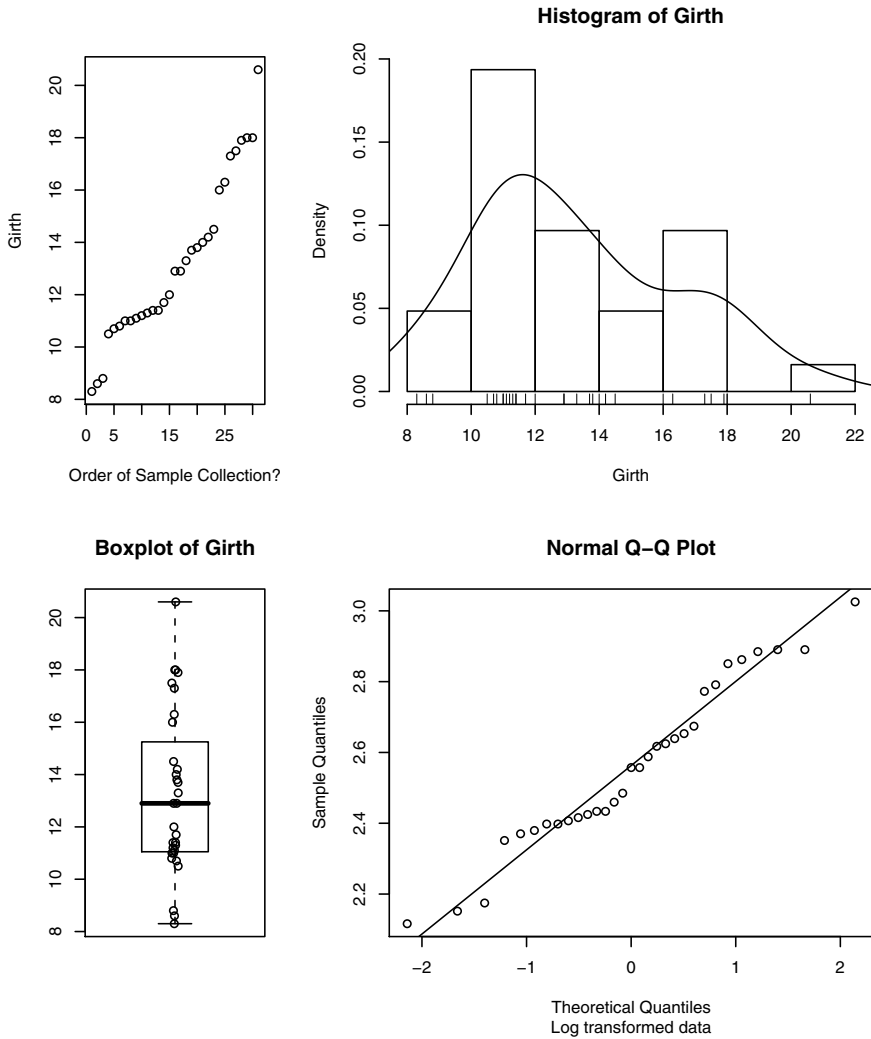 Histogram of Girth
20
18
16
14
12
10
8
Girth
0 5 15 25
Order of Sample Collection?
0.20
0.15
0.10
0.05
0.00
Density
8 10 12 14 16 18 20 22
Girth
Boxplot of Girth
20
18
16
14
12
10
8
Normal Q–Q Plot
3.0
2.8
2.6
2.4
2.2
Sample Quantiles
−2 −1 0 1 2
Theoretical Quantiles
Log transformed data